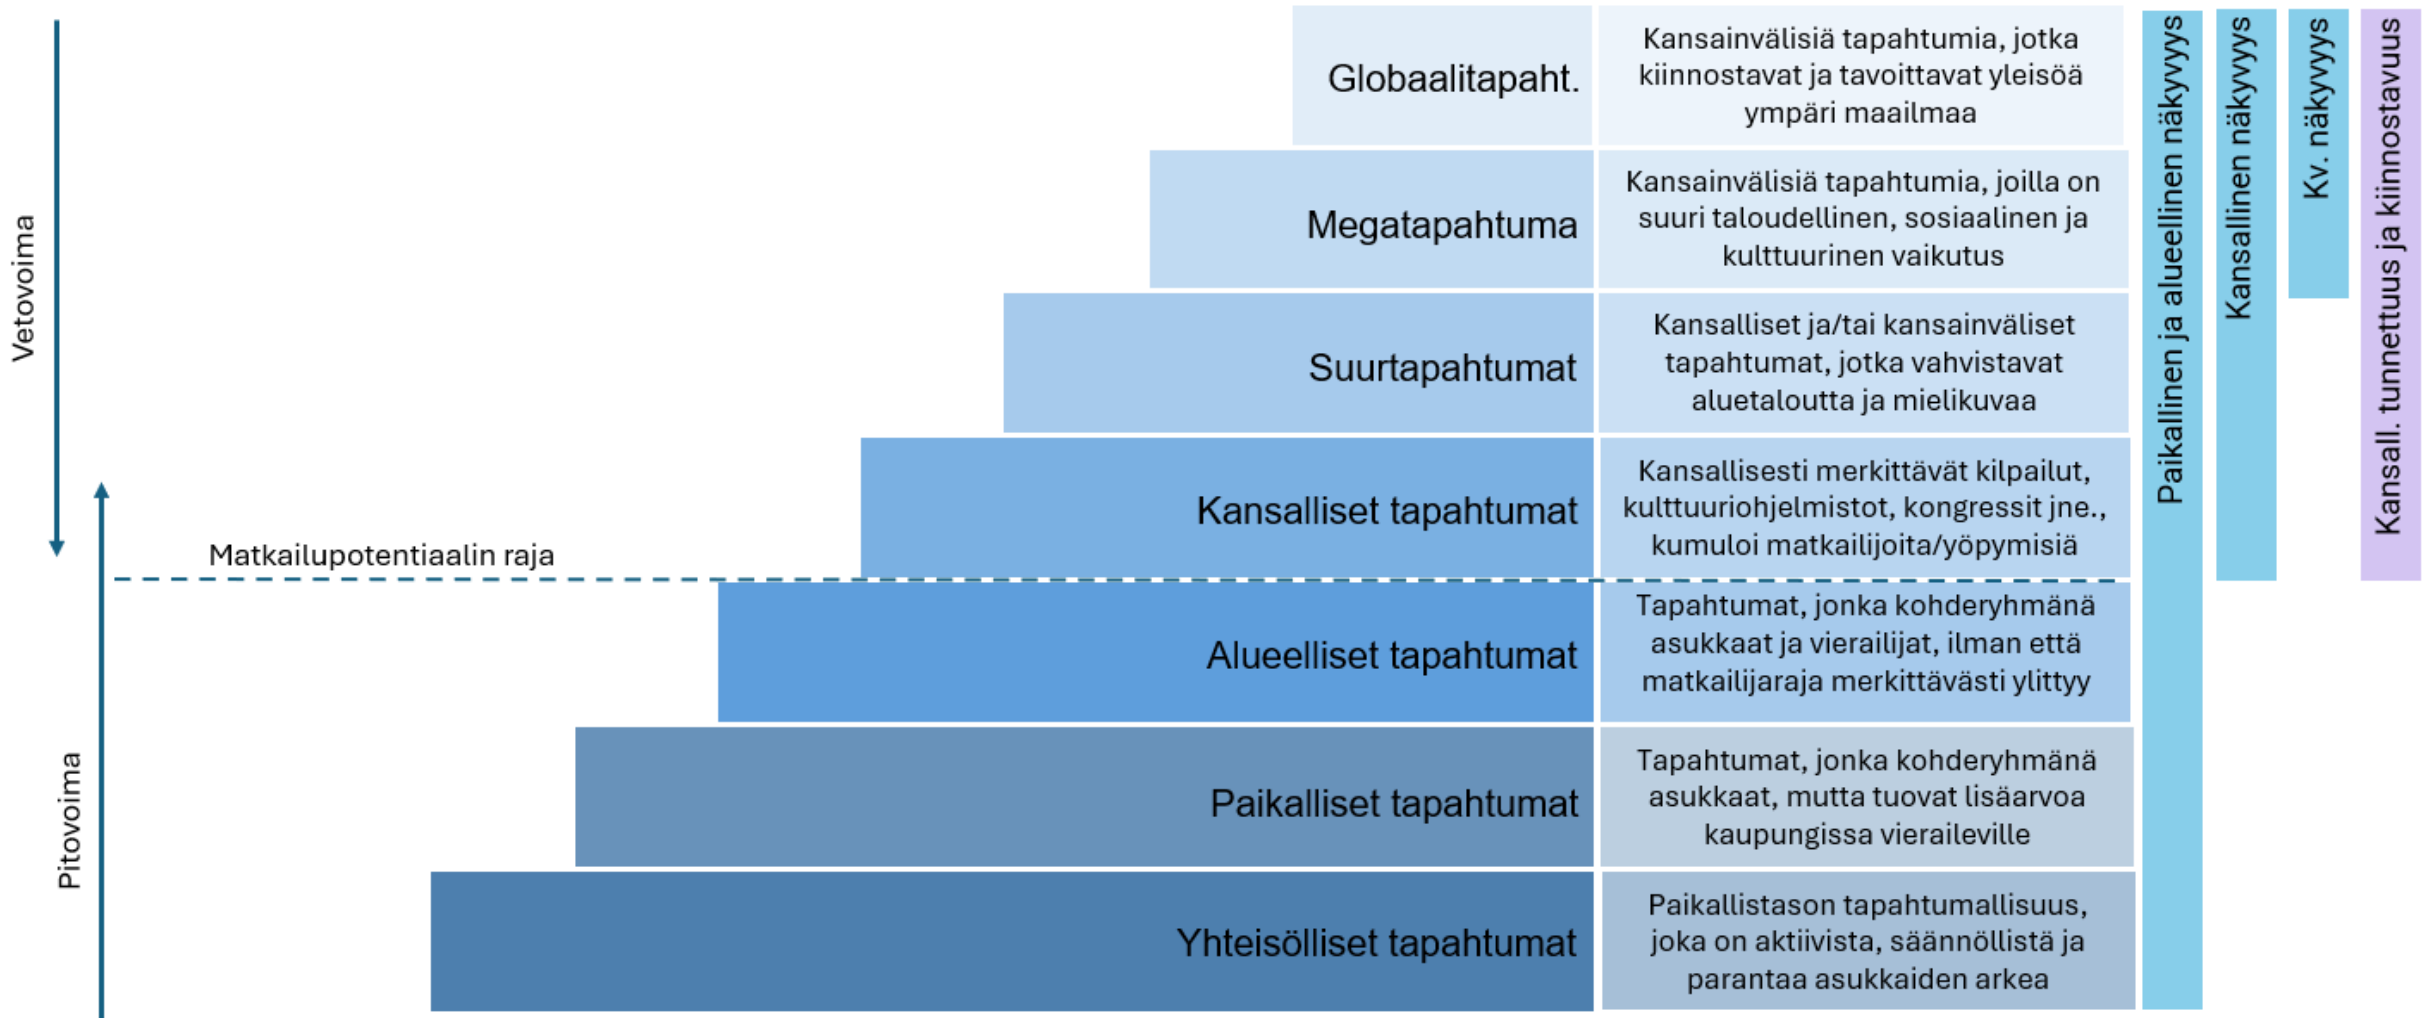 Globaalitapaht.
Kansainvälisiä tapahtumia, jotka
kiinnostavat ja tavoittavat yleisöä
ympäri maailmaa
Megatapahtuma
Kansainvälisiä tapahtumia, joilla on
suuri taloudellinen, sosiaalinen ja
kulttuurinen vaikutus
Suurtapahtumat
Kansalliset ja/tai kansainväliset
tapahtumat, jotka vahvistavat
aluetaloutta ja mielikuvaa
Kansalliset tapahtumat
Kansallisesti merkittävät kilpailut,
kulttuuriohjelmistot, kongressit jne.,
kumuloi matkailijoita/yöpymisiä
Matkailupotentiaalin raja
Alueelliset tapahtumat
Tapahtumat, jonka kohderyhmänä
asukkaat ja vierailijat, ilman että
matkailijaraja merkittävästi ylittyy
Paikalliset tapahtumat
Tapahtumat, jonka kohderyhmänä
asukkaat, mutta tuovat lisäarvoa
kaupungissa vieraileville
Yhteisölliset tapahtumat
Paikallistason tapahtumallisuus,
joka on aktiivista, säännöllistä ja
parantaa asukkaiden arkea
Vetovoima
Pitovoima
Paikallinen ja alueellinen näkyvyys
Kansallinen näkyvyys
Kv. näkyvyys
Kansall. tunnettuus ja kiinnostavuus